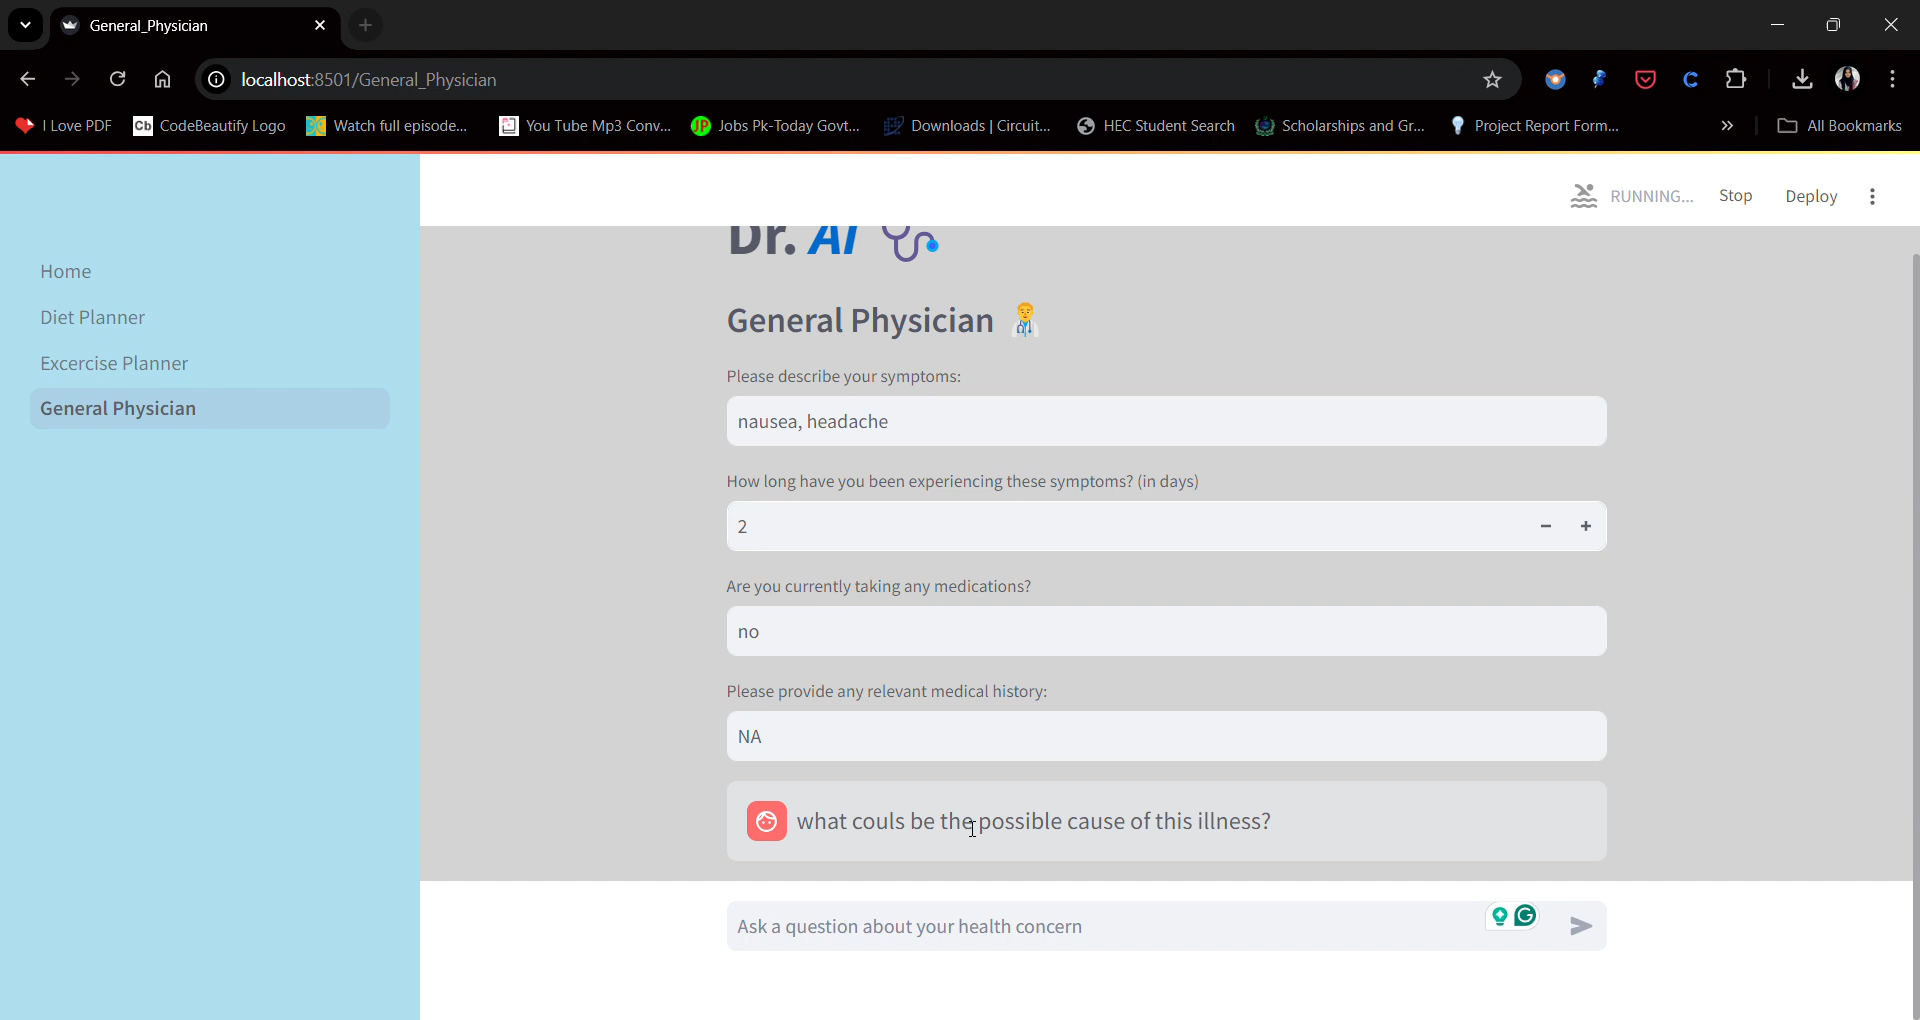 General_Physician
localhost:8501/General_Physician
I Love PDF
Cb CodeBeautify Logo
Watch full episode...
You Tube Mp3 Conv...
JP Jobs Pk-Today Govt...
Downloads | Circuit...
HEC Student Search
Scholarships and Gr...
Project Report Form...
All Bookmarks
RUNNING...
Stop
Deploy
Home
Diet Planner
Excercise Planner
General Physician
Dr. AI
General Physician
Please describe your symptoms:
nausea, headache
How long have you been experiencing these symptoms? (in days)
2
Are you currently taking any medications?
no
Please provide any relevant medical history:
NA
what couls be the possible cause of this illness?
Ask a question about your health concern